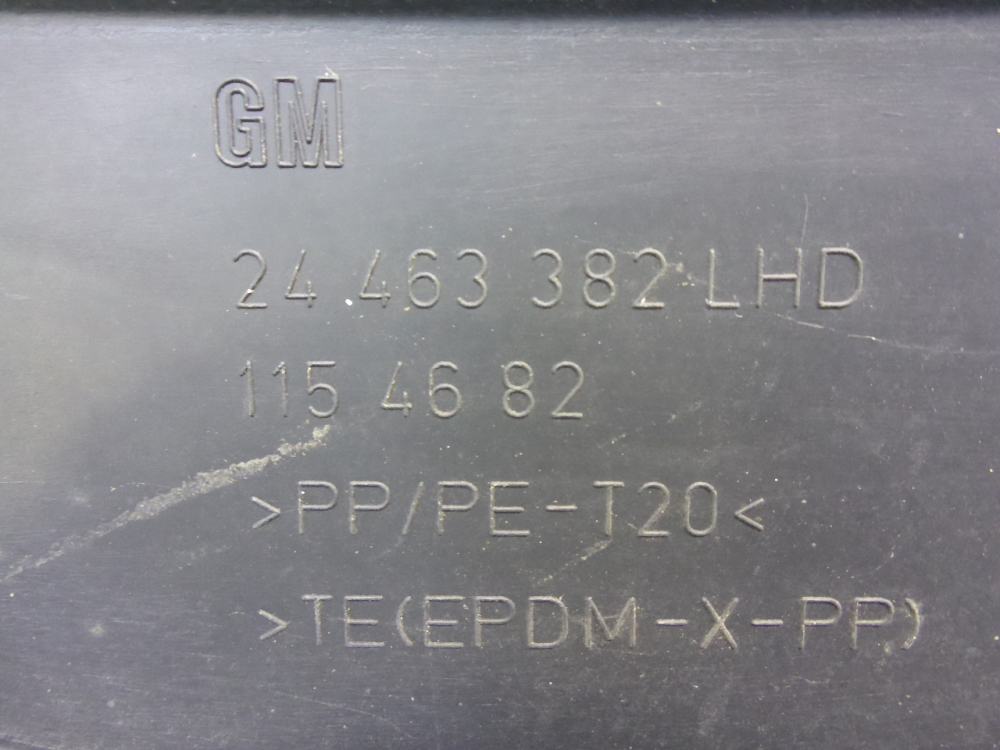 GM
24 463 382 LHD
115 46 82
>PP/PE-T20<
>TE(EPDM-X-PP)